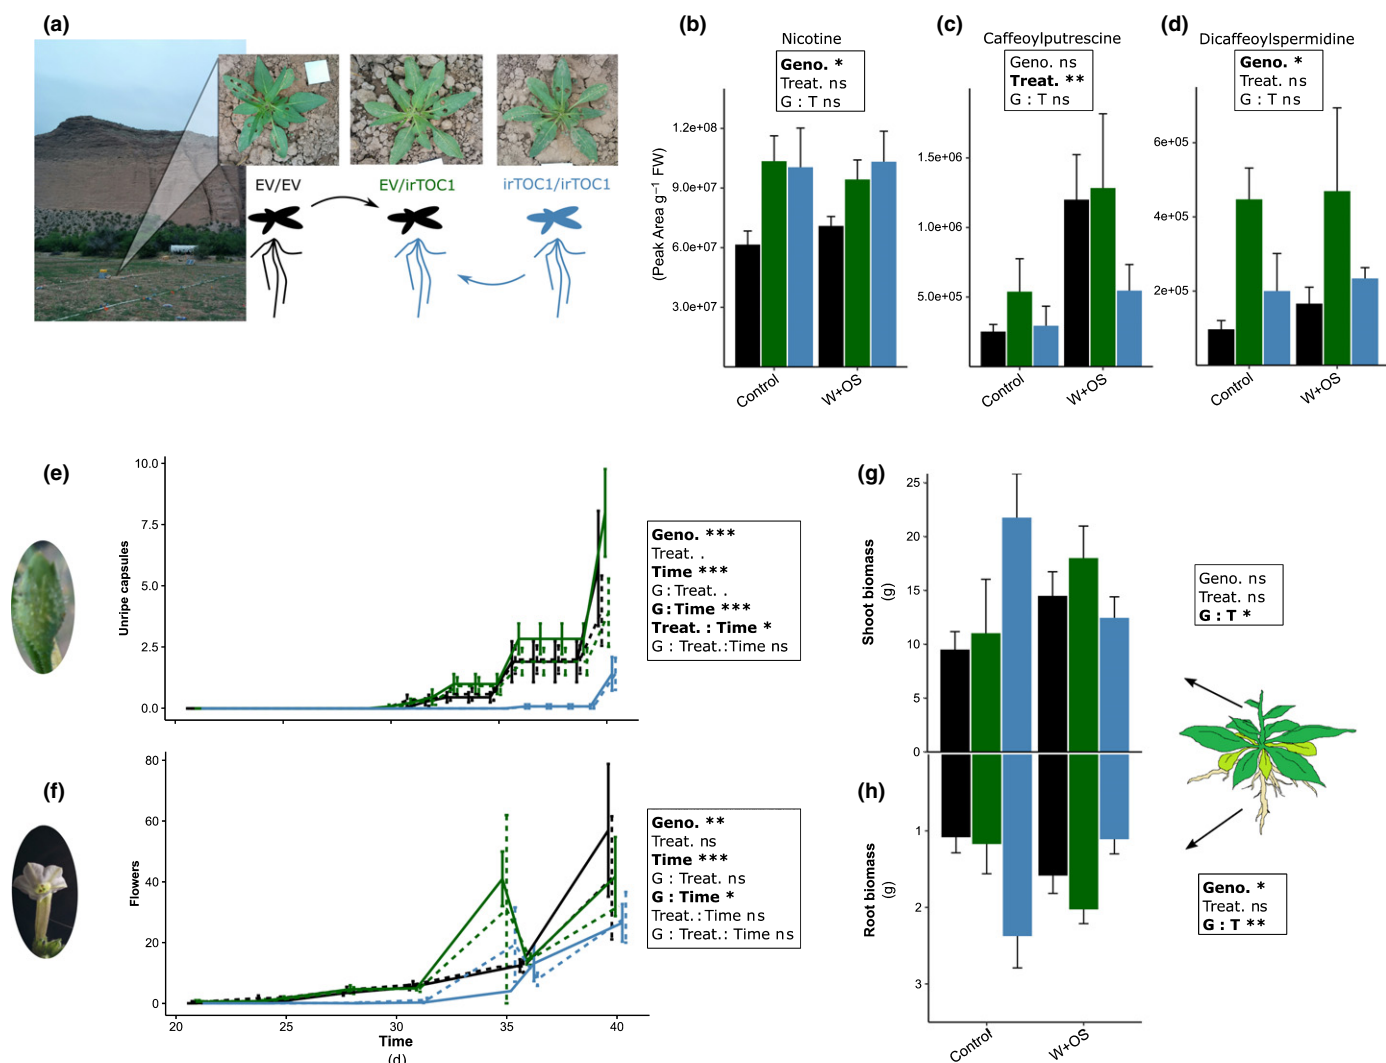 (a)
EV/EV
EV/irTOC1
irTOC1/irTOC1
(b)
Nicotine
Geno. *
Treat. ns
G : T ns
(Peak Area g−1 FW)
1.2e+08
9.0e+07
6.0e+07
3.0e+07
Control
W+OS
(c)
Caffeoylputrescine
Geno. ns
Treat. **
G : T ns
1.5e+06
1.0e+06
5.0e+05
Control
W+OS
(d)
Dicaffeoylspermidine
Geno. *
Treat. ns
G : T ns
6e+05
4e+05
2e+05
Control
W+OS
(e)
Unripe capsules
10.0
7.5
5.0
2.5
0.0
Geno. ***
Treat. .
Time ***
G : Treat. .
G : Time ***
Treat. : Time *
G : Treat.: Time ns
(f)
Flowers
80
60
40
20
0
20
25
30
35
40
Time
(d)
Geno. **
Treat. ns
Time ***
G : Treat. ns
G : Time *
Treat. : Time ns
G : Treat. : Time ns
(g)
Shoot biomass
(g)
25
20
15
10
5
0
Geno. ns
Treat. ns
G : T *
(h)
Root biomass
(g)
1
2
3
Control
W+OS
Geno. *
Treat. ns
G : T **